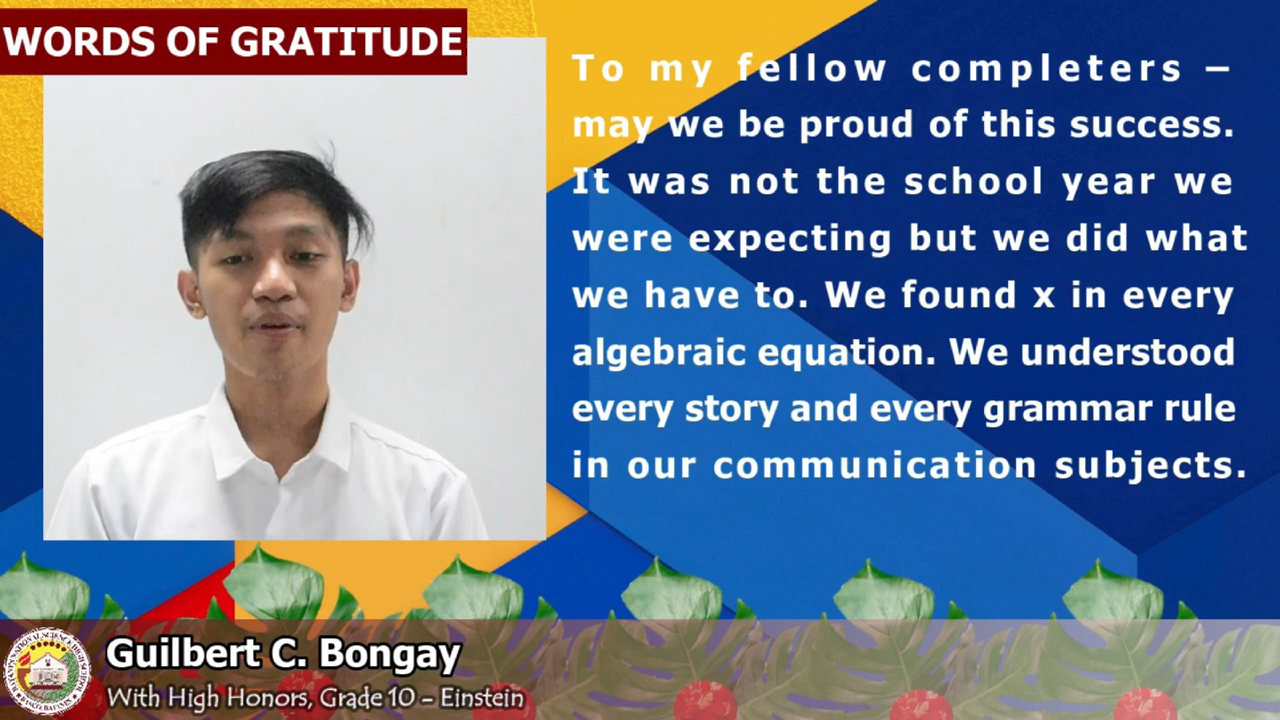 WORDS OF GRATITUDE
To my fellow completers –
may we be proud of this success.
It was not the school year we
were expecting but we did what
we have to. We found x in every
algebraic equation. We understood
every story and every grammar rule
in our communication subjects.
Guilbert C. Bongay
With High Honors, Grade 10 – Einstein